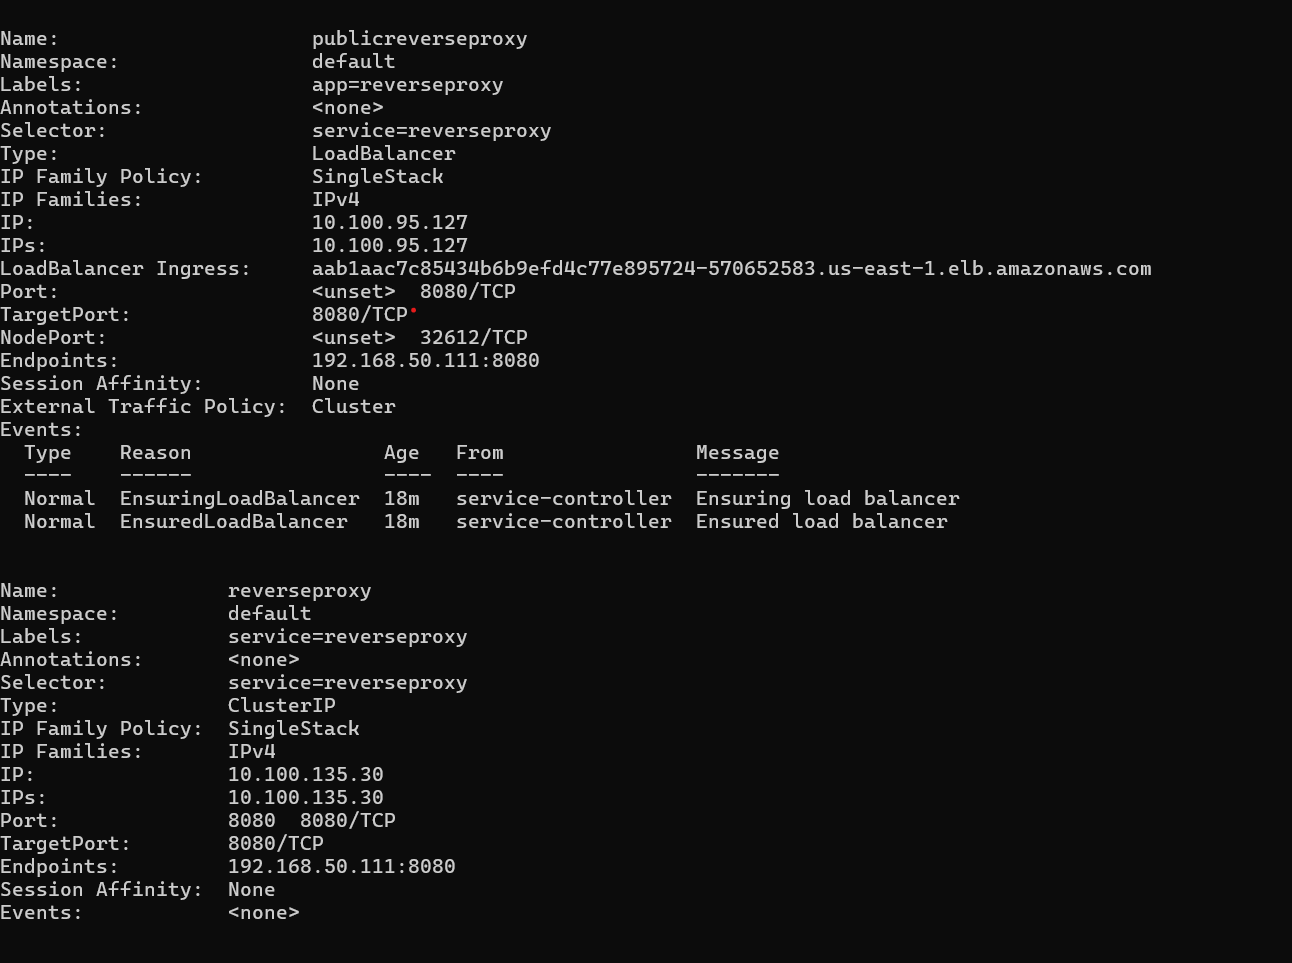 Name:                     publicreverseproxy
Namespace:                default
Labels:                   app=reverseproxy
Annotations:              <none>
Selector:                 service=reverseproxy
Type:                     LoadBalancer
IP Family Policy:         SingleStack
IP Families:              IPv4
IP:                       10.100.95.127
IPs:                      10.100.95.127
LoadBalancer Ingress:     aab1aac7c85434b6b9efd4c77e895724-570652583.us-east-1.elb.amazonaws.com
Port:                     <unset>  8080/TCP
TargetPort:               8080/TCP
NodePort:                 <unset>  32612/TCP
Endpoints:                192.168.50.111:8080
Session Affinity:         None
External Traffic Policy:  Cluster
Events:
  Type    Reason                Age   From                Message
  ----    ------                ----  ----                -------
  Normal  EnsuringLoadBalancer  18m   service-controller  Ensuring load balancer
  Normal  EnsuredLoadBalancer   18m   service-controller  Ensured load balancer
Name:              reverseproxy
Namespace:         default
Labels:            service=reverseproxy
Annotations:       <none>
Selector:          service=reverseproxy
Type:              ClusterIP
IP Family Policy:  SingleStack
IP Families:       IPv4
IP:                10.100.135.30
IPs:               10.100.135.30
Port:              8080  8080/TCP
TargetPort:        8080/TCP
Endpoints:         192.168.50.111:8080
Session Affinity:  None
Events:            <none>